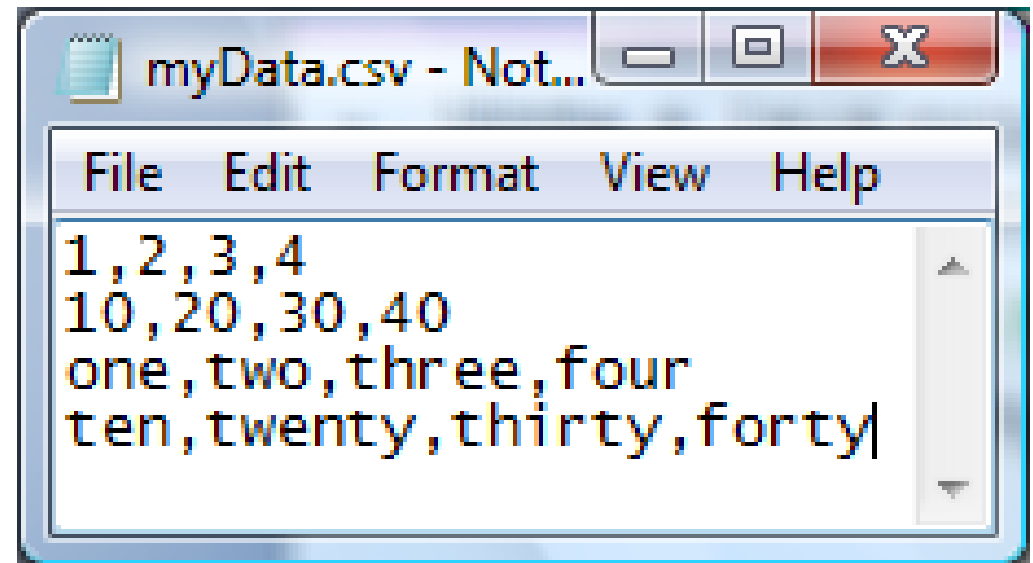 myData.csv - Not...
File Edit Format View Help
1,2,3,4
10,20,30,40
one,two,three,four
ten,twenty,thirty,forty